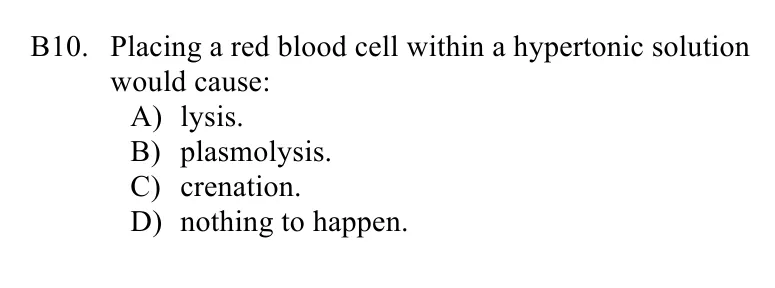 B10. Placing a red blood cell within a hypertonic solution
would cause:
A) lysis.
B) plasmolysis.
C) crenation.
D) nothing to happen.